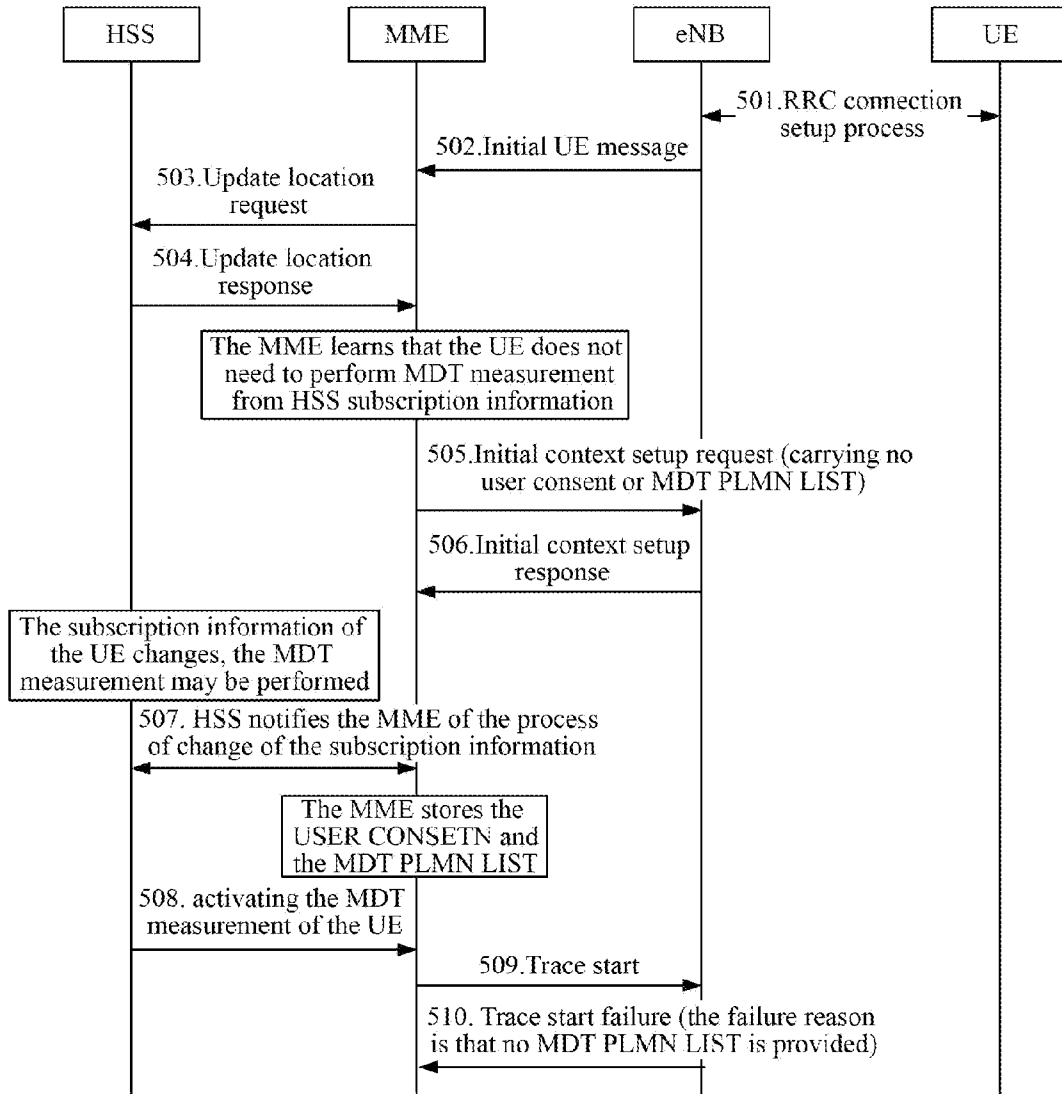 HSS
MME
eNB
UE
501.RRC connection
setup process
502.Initial UE message
503.Update location
request
504.Update location
response
The MME learns that the UE does not
need to perform MDT measurement
from HSS subscription information
505.Initial context setup request (carrying no
user consent or MDT PLMN LIST)
506.Initial context setup
response
The subscription information of
the UE changes, the MDT
measurement may be performed
507. HSS notifies the MME of the process
of change of the subscription information
The MME stores the
USER CONSETN and
the MDT PLMN LIST
508. activating the MDT
measurement of the UE
509.Trace start
510. Trace start failure (the failure reason
is that no MDT PLMN LIST is provided)